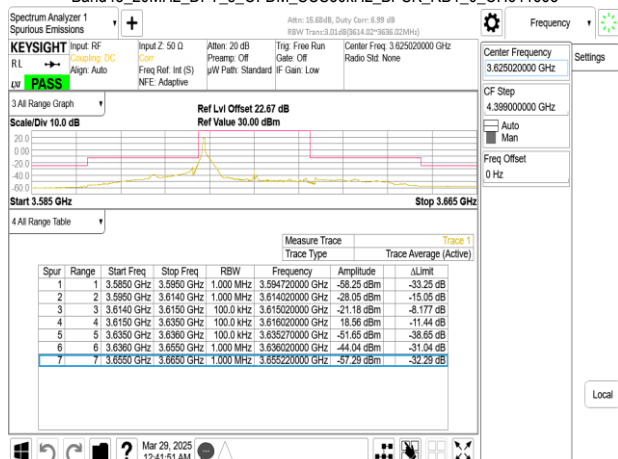 Spectrum Analyzer 1
Spurious Emissions
Attn: 15.68dB, Duty Corr: 6.99 dB
RBW Trans:3.01dB(3614.02~3636.02MHz)
Frequency
KEYSIGHT
Input: RF
Input Z: 50 Ω
Atten: 20 dB
Trig: Free Run
Center Freq: 3.625020000 GHz
RL
Coupling: DC
Corr
Preamp: Off
Gate: Off
Radio Std: None
Align: Auto
Freq Ref: Int (S)
µW Path: Standard
IF Gain: Low
NFE: Adaptive
LXI
PASS
Center Frequency
3.625020000 GHz
Settings
CF Step
4.399000000 GHz
Auto
Man
Freq Offset
0 Hz
Local
3 All Range Graph
Ref Lvl Offset 22.67 dB
Scale/Div 10.0 dB
Ref Value 30.00 dBm
20.0
0.00
-20.0
-40.0
-60.0
Start 3.585 GHz
Stop 3.665 GHz
4 All Range Table
Measure Trace Trace 1
Trace Type Trace Average (Active)
Spur Range Start Freq Stop Freq RBW Frequency Amplitude ΔLimit
1 1 3.5850 GHz 3.5950 GHz 1.000 MHz 3.594720000 GHz -58.25 dBm -33.25 dB
2 2 3.5950 GHz 3.6140 GHz 1.000 MHz 3.614020000 GHz -28.05 dBm -15.05 dB
3 3 3.6140 GHz 3.6150 GHz 100.0 kHz 3.615020000 GHz -21.18 dBm -8.177 dB
4 4 3.6150 GHz 3.6350 GHz 100.0 kHz 3.616020000 GHz 18.56 dBm -11.44 dB
5 5 3.6350 GHz 3.6360 GHz 100.0 kHz 3.635270000 GHz -51.65 dBm -38.65 dB
6 6 3.6360 GHz 3.6550 GHz 1.000 MHz 3.636020000 GHz -44.04 dBm -31.04 dB
7 7 3.6550 GHz 3.6650 GHz 1.000 MHz 3.655220000 GHz -57.29 dBm -32.29 dB
Mar 29, 2025
12:41:51 AM